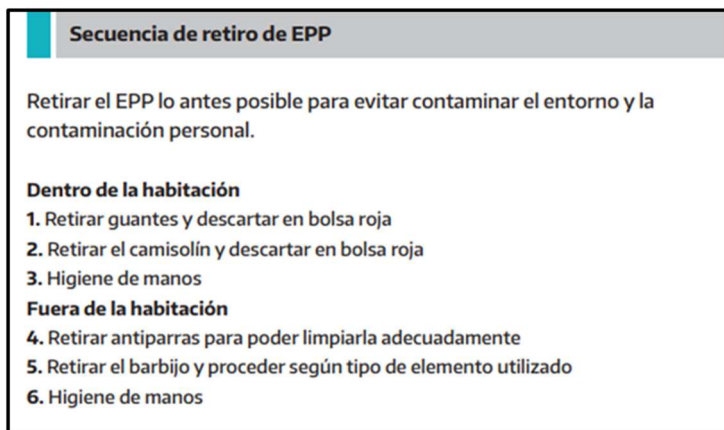 Secuencia de retiro de EPP
Retirar el EPP lo antes posible para evitar contaminar el entorno y la
contaminación personal.
Dentro de la habitación
1. Retirar guantes y descartar en bolsa roja
2. Retirar el camisolín y descartar en bolsa roja
3. Higiene de manos
Fuera de la habitación
4. Retirar antiparras para poder limpiarla adecuadamente
5. Retirar el barbijo y proceder según tipo de elemento utilizado
6. Higiene de manos